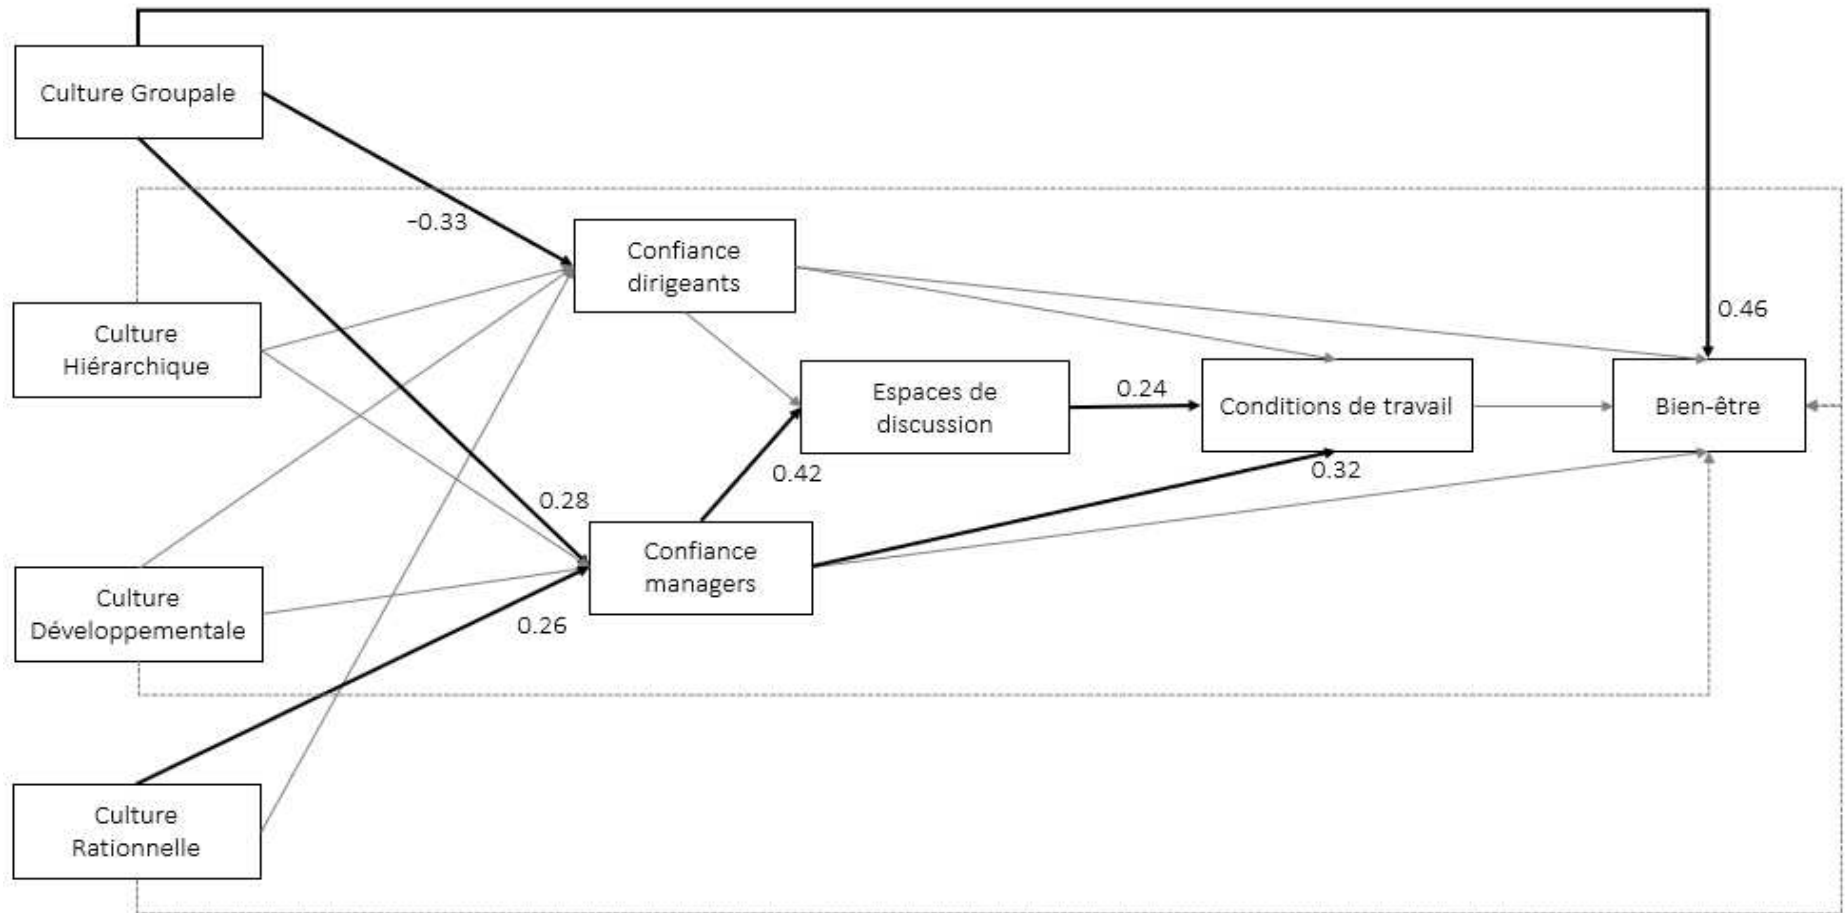 Culture Groupale
−0.33
Confiance
dirigeants
0.46
Culture
Hiérarchique
Espaces de
discussion
0.24
Conditions de travail
Bien-être
0.42
0.32
0.28
Confiance
managers
Culture
Développementale
0.26
Culture
Rationnelle